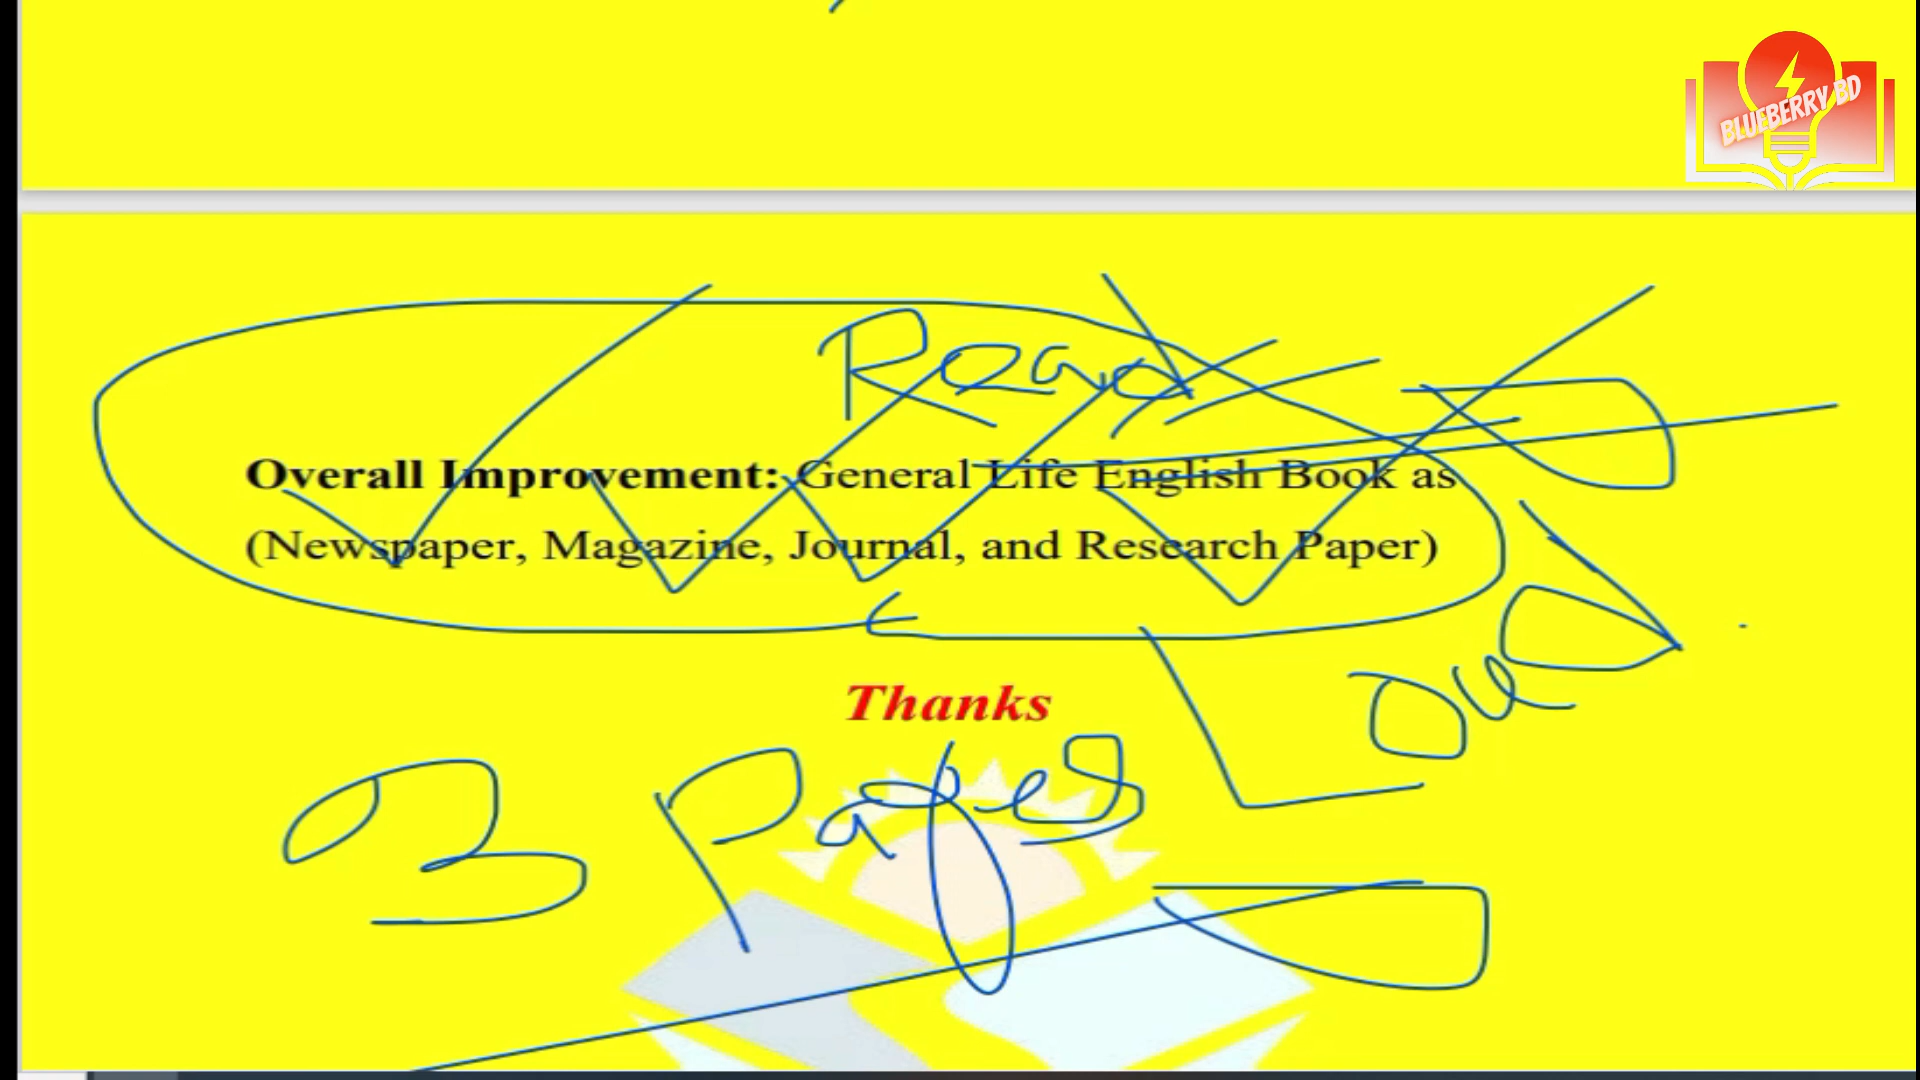 BLUEBERRY BD
Read
Overall Improvement: General Life English Book as
(Newspaper, Magazine, Journal, and Research Paper)
Loud
Thanks
3 Pages